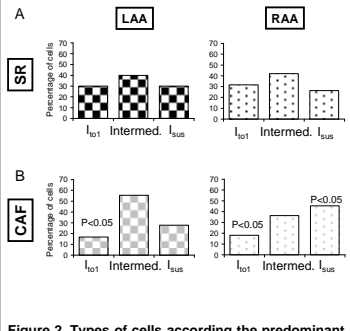 A
LAA
RAA
SR
Percentage of cells
70
60
50
40
30
20
10
0
Ito1 Intermed. Isus
70
60
50
40
30
20
10
0
Ito1 Intermed. Isus
B
CAF
Percentage of cells
70
60
50
40
30
20
10
0
P<0.05
Ito1 Intermed. Isus
70
60
50
40
30
20
10
0
P<0.05
P<0.05
Ito1 Intermed. Isus
Figure 2. Types of cells according the predominant